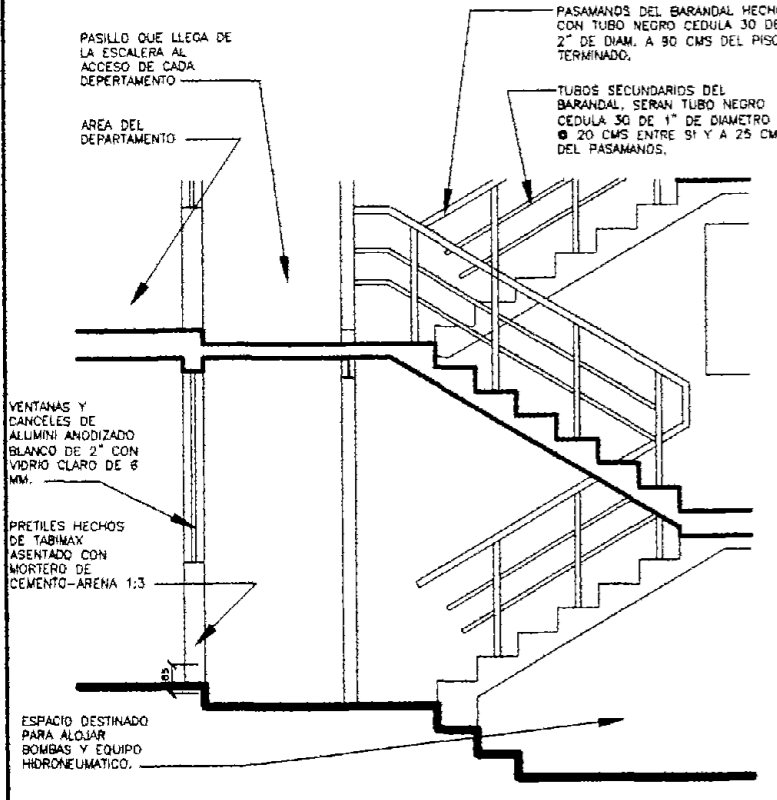 PASILLO QUE LLEGA DE
LA ESCALERA AL
ACCESO DE CADA
DEPERTAMENTO
AREA DEL
DEPARTAMENTO
PASAMANOS DEL BARANDAL HECHO
CON TUBO NEGRO CEDULA 30 DE
2" DE DIAM. A 90 CMS DEL PISO
TERMINADO.
TUBOS SECUNDARIOS DEL
BARANDAL, SERAN TUBO NEGRO
CEDULA 30 DE 1" DE DIAMETRO
@ 20 CMS ENTRE SI Y A 25 CM
DEL PASAMANOS.
VENTANAS Y
CANCELES DE
ALUMINI ANODIZADO
BLANCO DE 2" CON
VIDRIO CLARO DE 6
MM.
PRETILES HECHOS
DE TABIMAX
ASENTADO CON
MORTERO DE
CEMENTO-ARENA 1:3
.85
ESPACIO DESTINADO
PARA ALOJAR
BOMBAS Y EQUIPO
HIDRONEUMATICO.